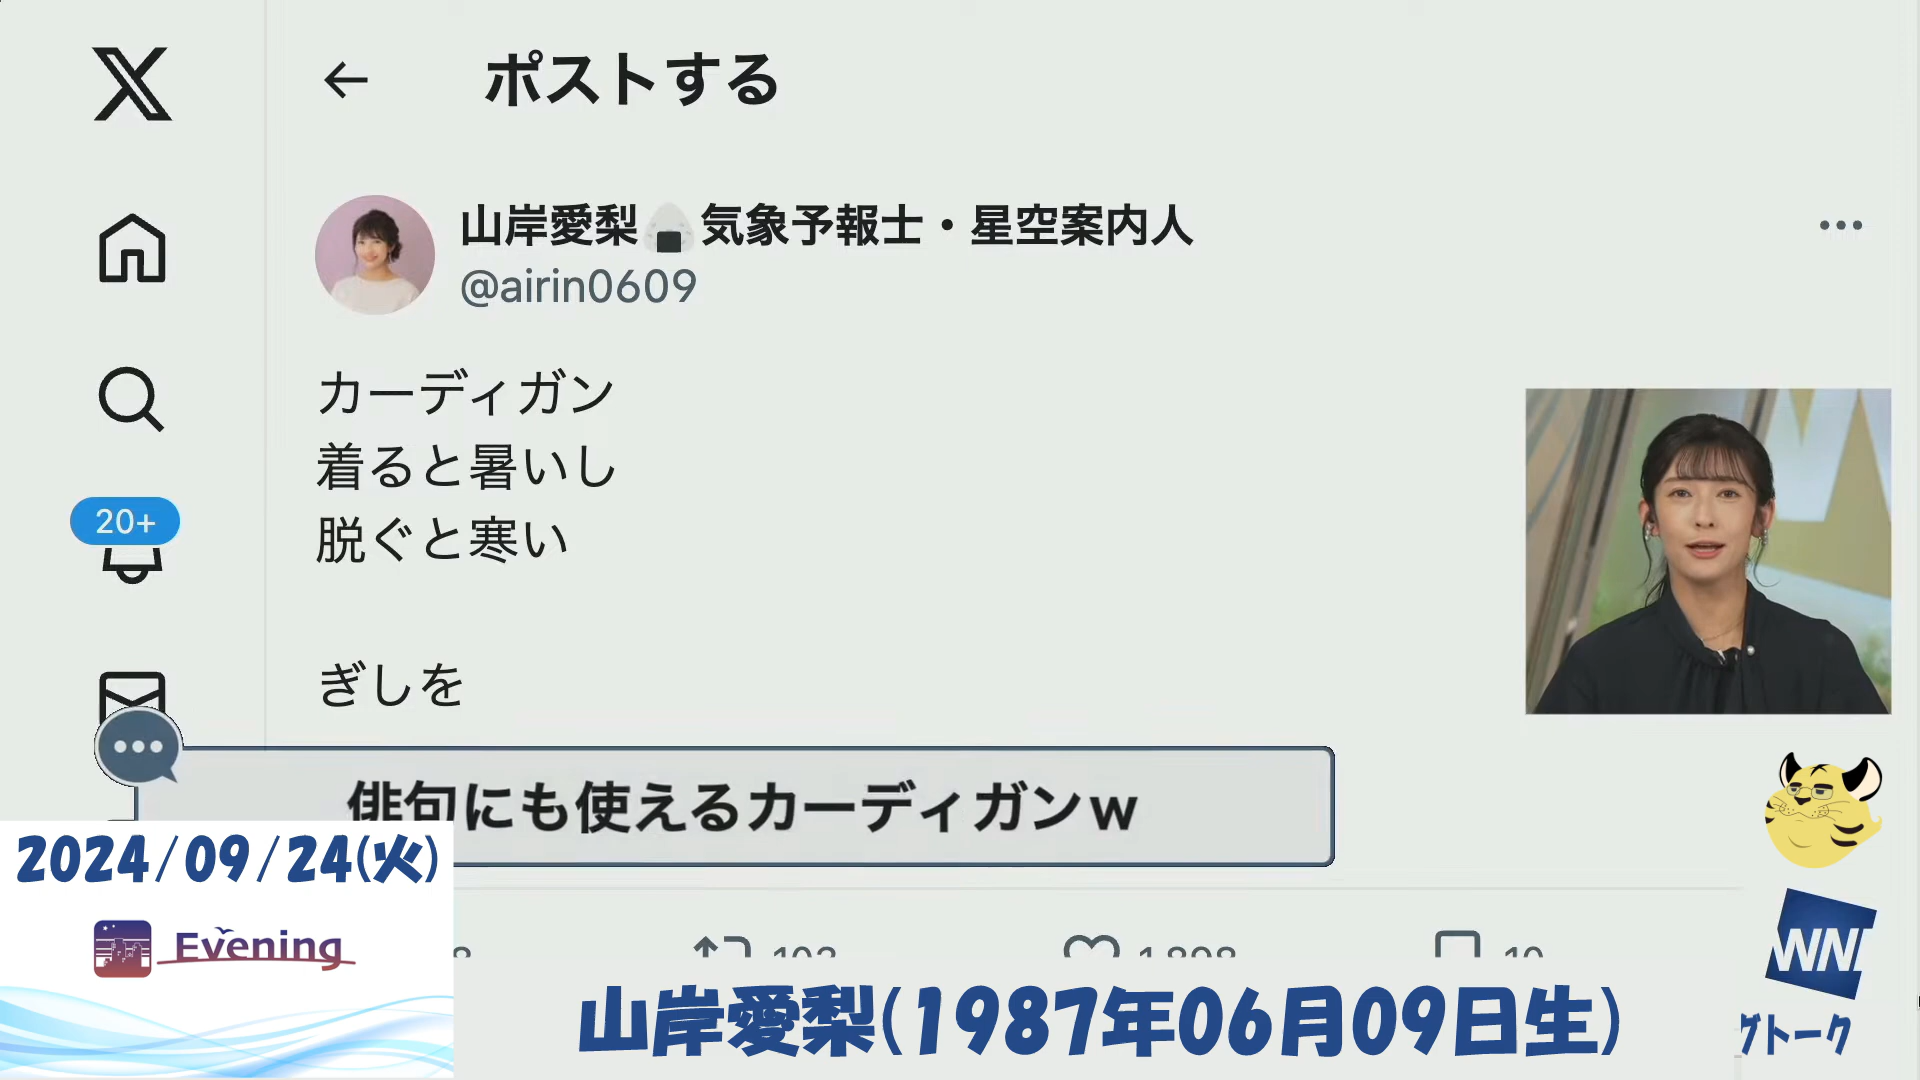 ポストする
山岸愛梨🍙気象予報士・星空案内人
@airin0609
カーディガン
着ると暑いし
脱ぐと寒い
ぎしを
20+
俳句にも使えるカーディガンw
2024/09/24(火)
Evening
山岸愛梨(1987年06月09日生)
WNI
グトーク